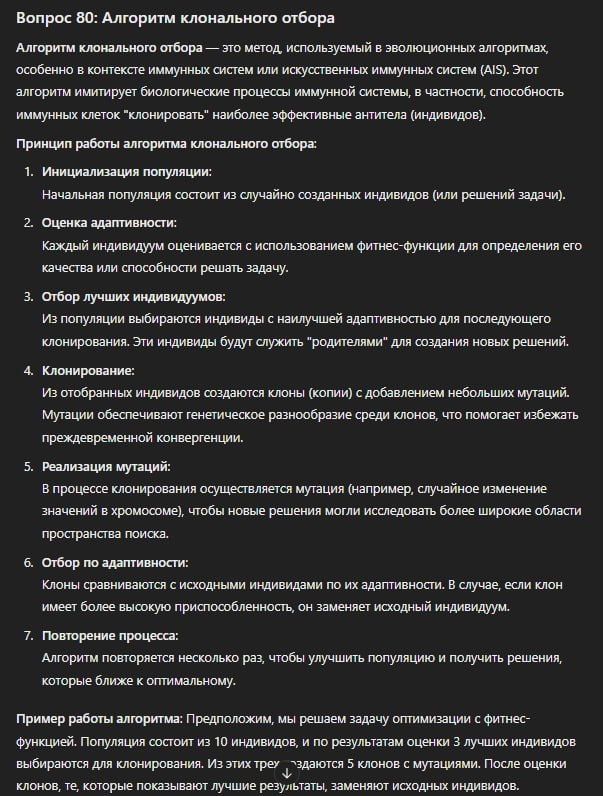 Вопрос 80: Алгоритм клонального отбора
Алгоритм клонального отбора — это метод, используемый в эволюционных алгоритмах,
особенно в контексте иммунных систем или искусственных иммунных систем (AIS). Этот
алгоритм имитирует биологические процессы иммунной системы, в частности, способность
иммунных клеток "клонировать" наиболее эффективные антитела (индивидов).
Принцип работы алгоритма клонального отбора:
1. Инициализация популяции:
Начальная популяция состоит из случайно созданных индивидов (или решений задачи).
2. Оценка адаптивности:
Каждый индивидуум оценивается с использованием фитнес-функции для определения его
качества или способности решать задачу.
3. Отбор лучших индивидуумов:
Из популяции выбираются индивиды с наилучшей адаптивностью для последующего
клонирования. Эти индивиды будут служить "родителями" для создания новых решений.
4. Клонирование:
Из отобранных индивидов создаются клоны (копии) с добавлением небольших мутаций.
Мутации обеспечивают генетическое разнообразие среди клонов, что помогает избежать
преждевременной конвергенции.
5. Реализация мутаций:
В процессе клонирования осуществляется мутация (например, случайное изменение
значений в хромосоме), чтобы новые решения могли исследовать более широкие области
пространства поиска.
6. Отбор по адаптивности:
Клоны сравниваются с исходными индивидами по их адаптивности. В случае, если клон
имеет более высокую приспособленность, он заменяет исходный индивидуум.
7. Повторение процесса:
Алгоритм повторяется несколько раз, чтобы улучшить популяцию и получить решения,
которые ближе к оптимальному.
Пример работы алгоритма: Предположим, мы решаем задачу оптимизации с фитнес-
функцией. Популяция состоит из 10 индивидов, и по результатам оценки 3 лучших индивидов
выбираются для клонирования. Из этих трех создаются 5 клонов с мутациями. После оценки
клонов, те, которые показывают лучшие результаты, заменяют исходных индивидов.